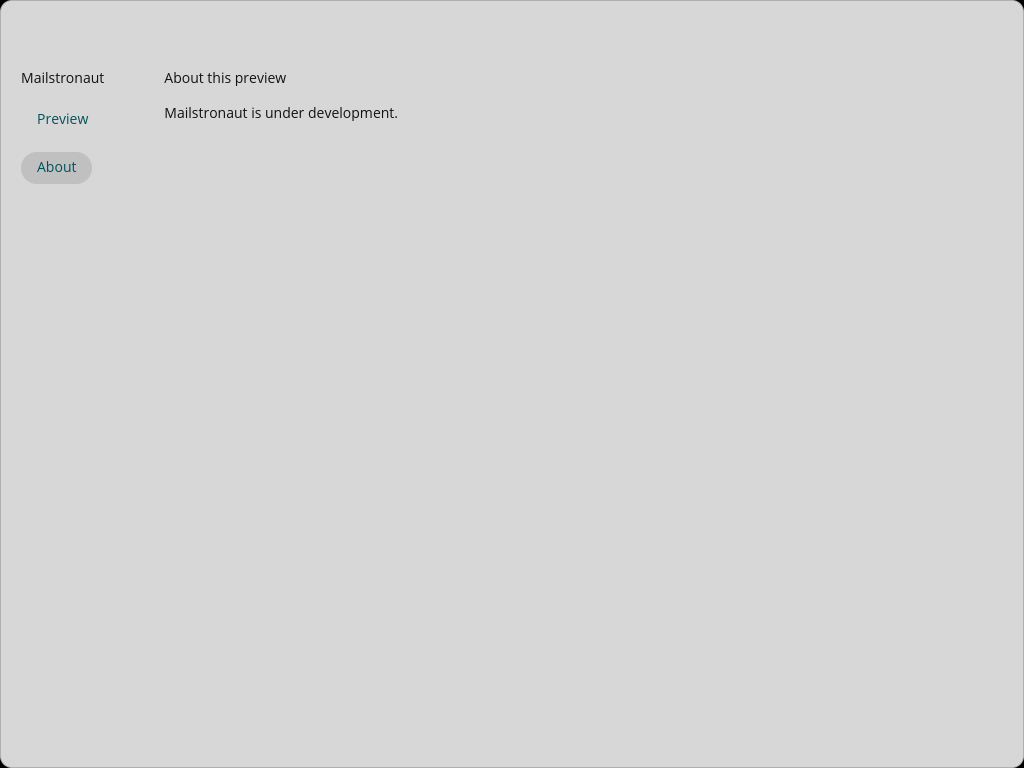 Mailstronaut
Preview
About
About this preview
Mailstronaut is under development.